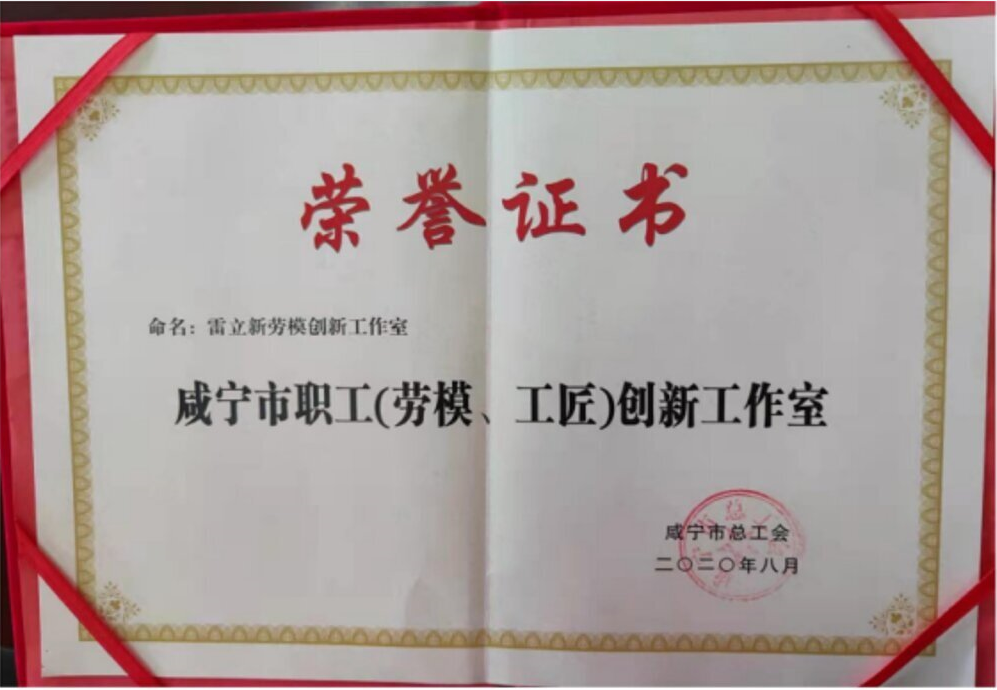 荣誉证书
命名：雷立新劳模创新工作室
咸宁市职工(劳模、工匠)创新工作室
咸宁市总工会
二〇二〇年八月